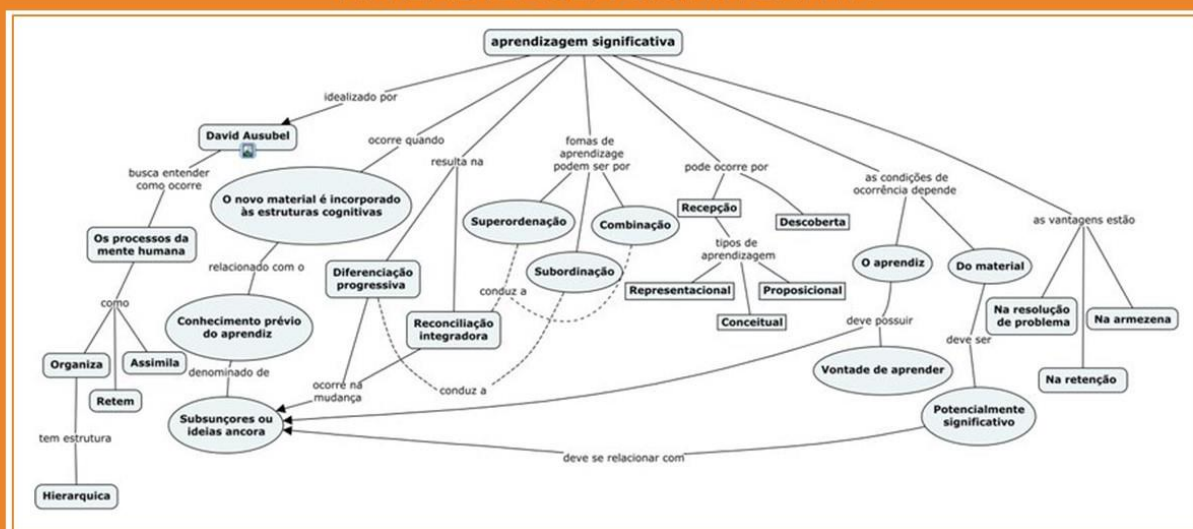 aprendizagem significativa
idealizado por
David Ausubel
busca entender
como ocorre
Os processos da
mente humana
como
Organiza
Assimila
Retem
tem estrutura
Hierarquica
ocorre quando
O novo material é incorporado
às estruturas cognitivas
relacionado com o
Conhecimento prévio
do aprendiz
denominado de
Subsunçores ou
ideias ancora
resulta na
Diferenciação
progressiva
Reconciliação
integradora
ocorre na
mudança
fomas de
aprendizage
podem ser por
Superordenação
Combinação
Subordinação
conduz a
conduz a
pode ocorre por
Recepção
Descoberta
tipos de
aprendizagem
Representacional
Proposicional
Conceitual
as condições de
ocorrência depende
O aprendiz
Do material
deve possuir
Vontade de aprender
deve ser
Potencialmente
significativo
deve se relacionar com
as vantagens estão
Na resolução
de problema
Na armezena
Na retenção